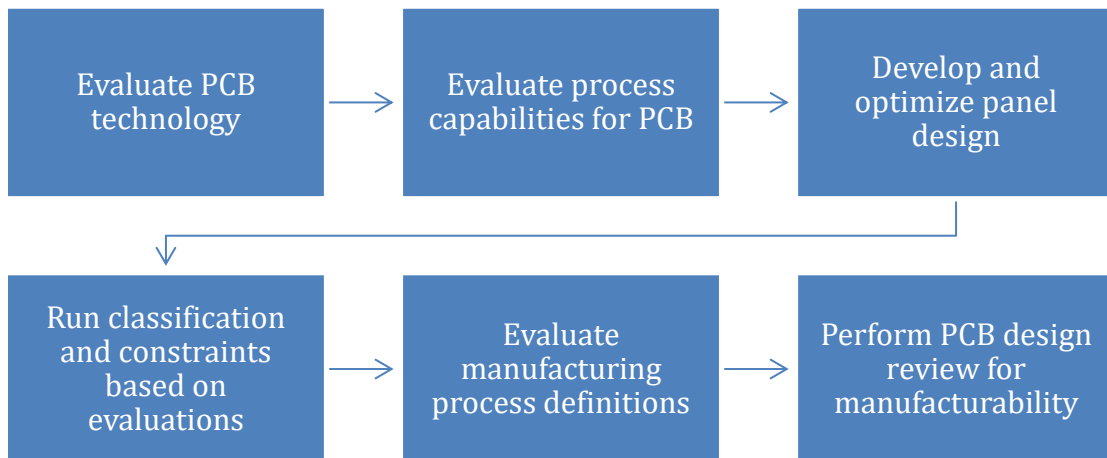 Evaluate PCB
technology
Evaluate process
capabilities for PCB
Develop and
optimize panel
design
Run classification
and constraints
based on
evaluations
Evaluate
manufacturing
process definitions
Perform PCB design
review for
manufacturability